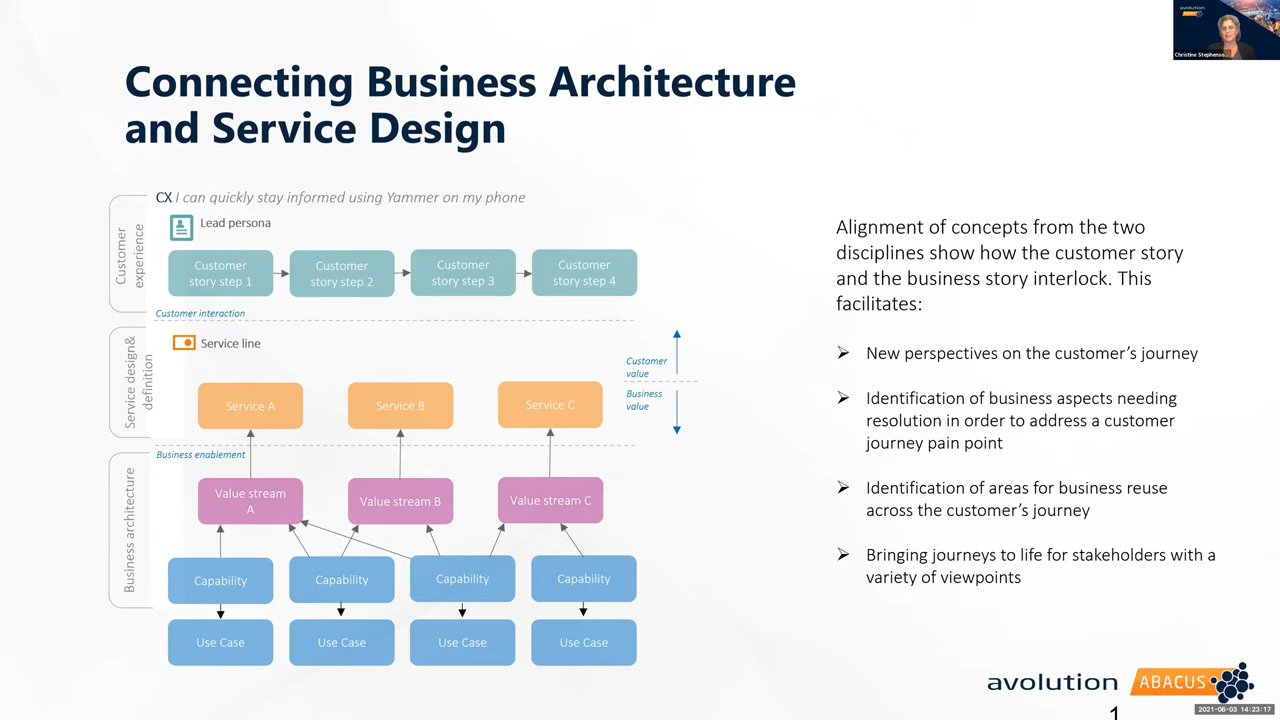 avolution
Christine Stephenso...
Connecting Business Architecture
and Service Design
CX I can quickly stay informed using Yammer on my phone
Customer
experience
Lead persona
Customer
story step 1
Customer
story step 2
Customer
story step 3
Customer
story step 4
Customer interaction
Service design&
definition
Service line
Customer
value
Business
value
Service A
Service B
Service C
Business enablement
Business architecture
Value stream
A
Value stream B
Value stream C
Capability
Capability
Capability
Capability
Use Case
Use Case
Use Case
Use Case
Alignment of concepts from the two
disciplines show how the customer story
and the business story interlock. This
facilitates:
New perspectives on the customer’s journey
Identification of business aspects needing
resolution in order to address a customer
journey pain point
Identification of areas for business reuse
across the customer’s journey
Bringing journeys to life for stakeholders with a
variety of viewpoints
avolution ABACUS
2021-06-03 14:23:17
1